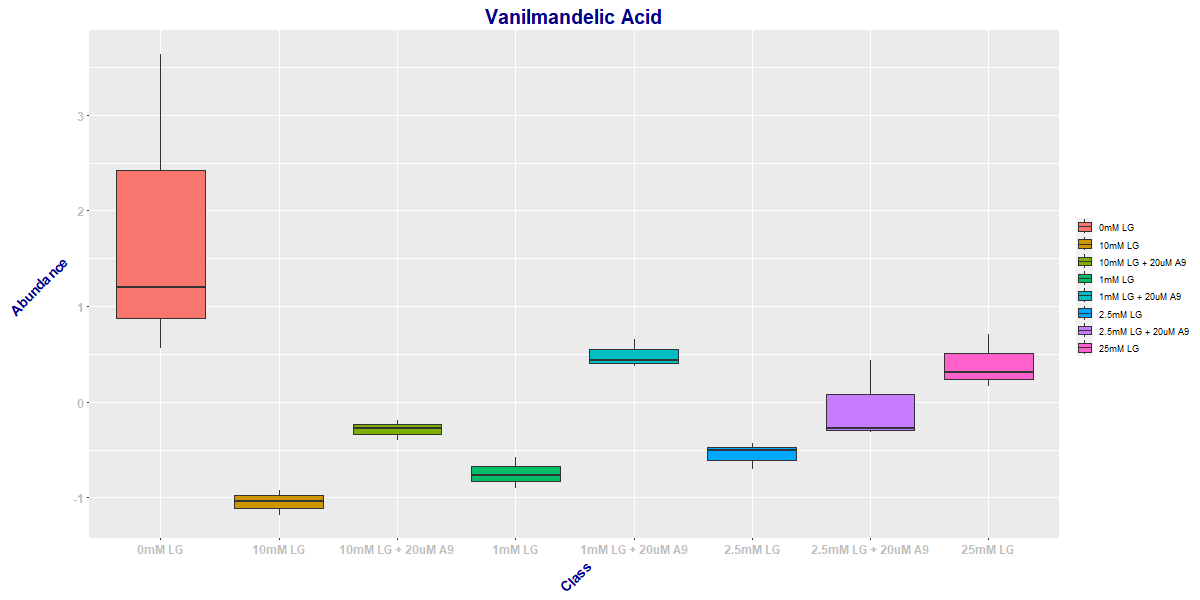 Vanilmandelic Acid
Abundance
3
2
1
0
-1
0mM LG
10mM LG
10mM LG + 20uM A9
1mM LG
1mM LG + 20uM A9
2.5mM LG
2.5mM LG + 20uM A9
25mM LG
Class
0mM LG
10mM LG
10mM LG + 20uM A9
1mM LG
1mM LG + 20uM A9
2.5mM LG
2.5mM LG + 20uM A9
25mM LG